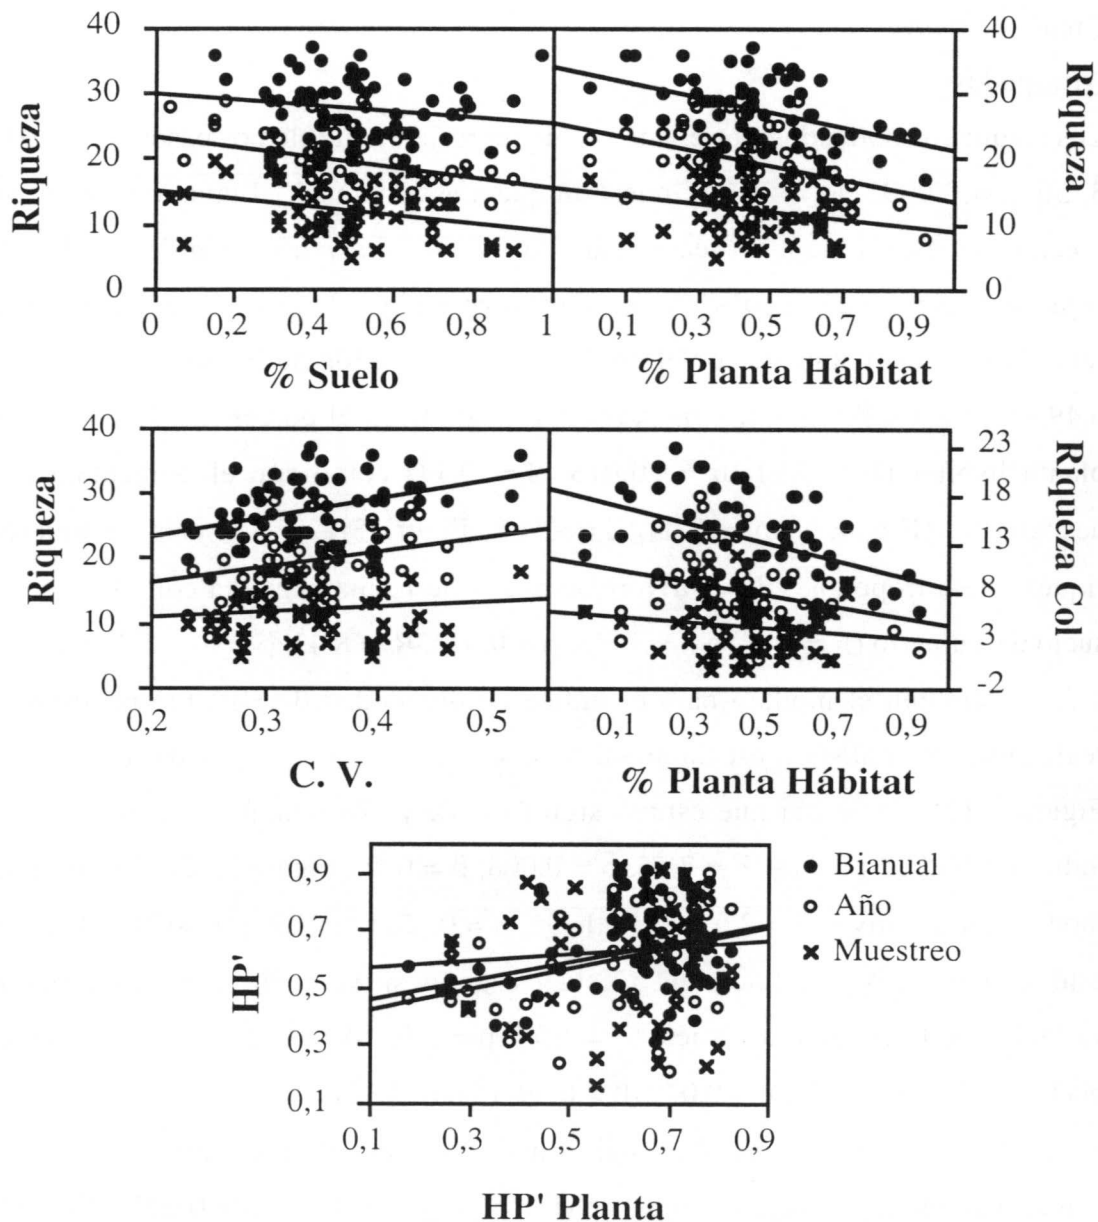 40
30
20
10
0
Riqueza
40
30
20
10
0
Riqueza
0 0,2 0,4 0,6 0,8 1
0,1 0,3 0,5 0,7 0,9
% Suelo
% Planta Hábitat
40
30
20
10
0
Riqueza
23
18
13
8
3
-2
Riqueza Col
0,2 0,3 0,4 0,5
0,1 0,3 0,5 0,7 0,9
C. V.
% Planta Hábitat
0,9
0,7
0,5
0,3
0,1
HP'
Bianual
Año
Muestreo
0,1 0,3 0,5 0,7 0,9
HP' Planta